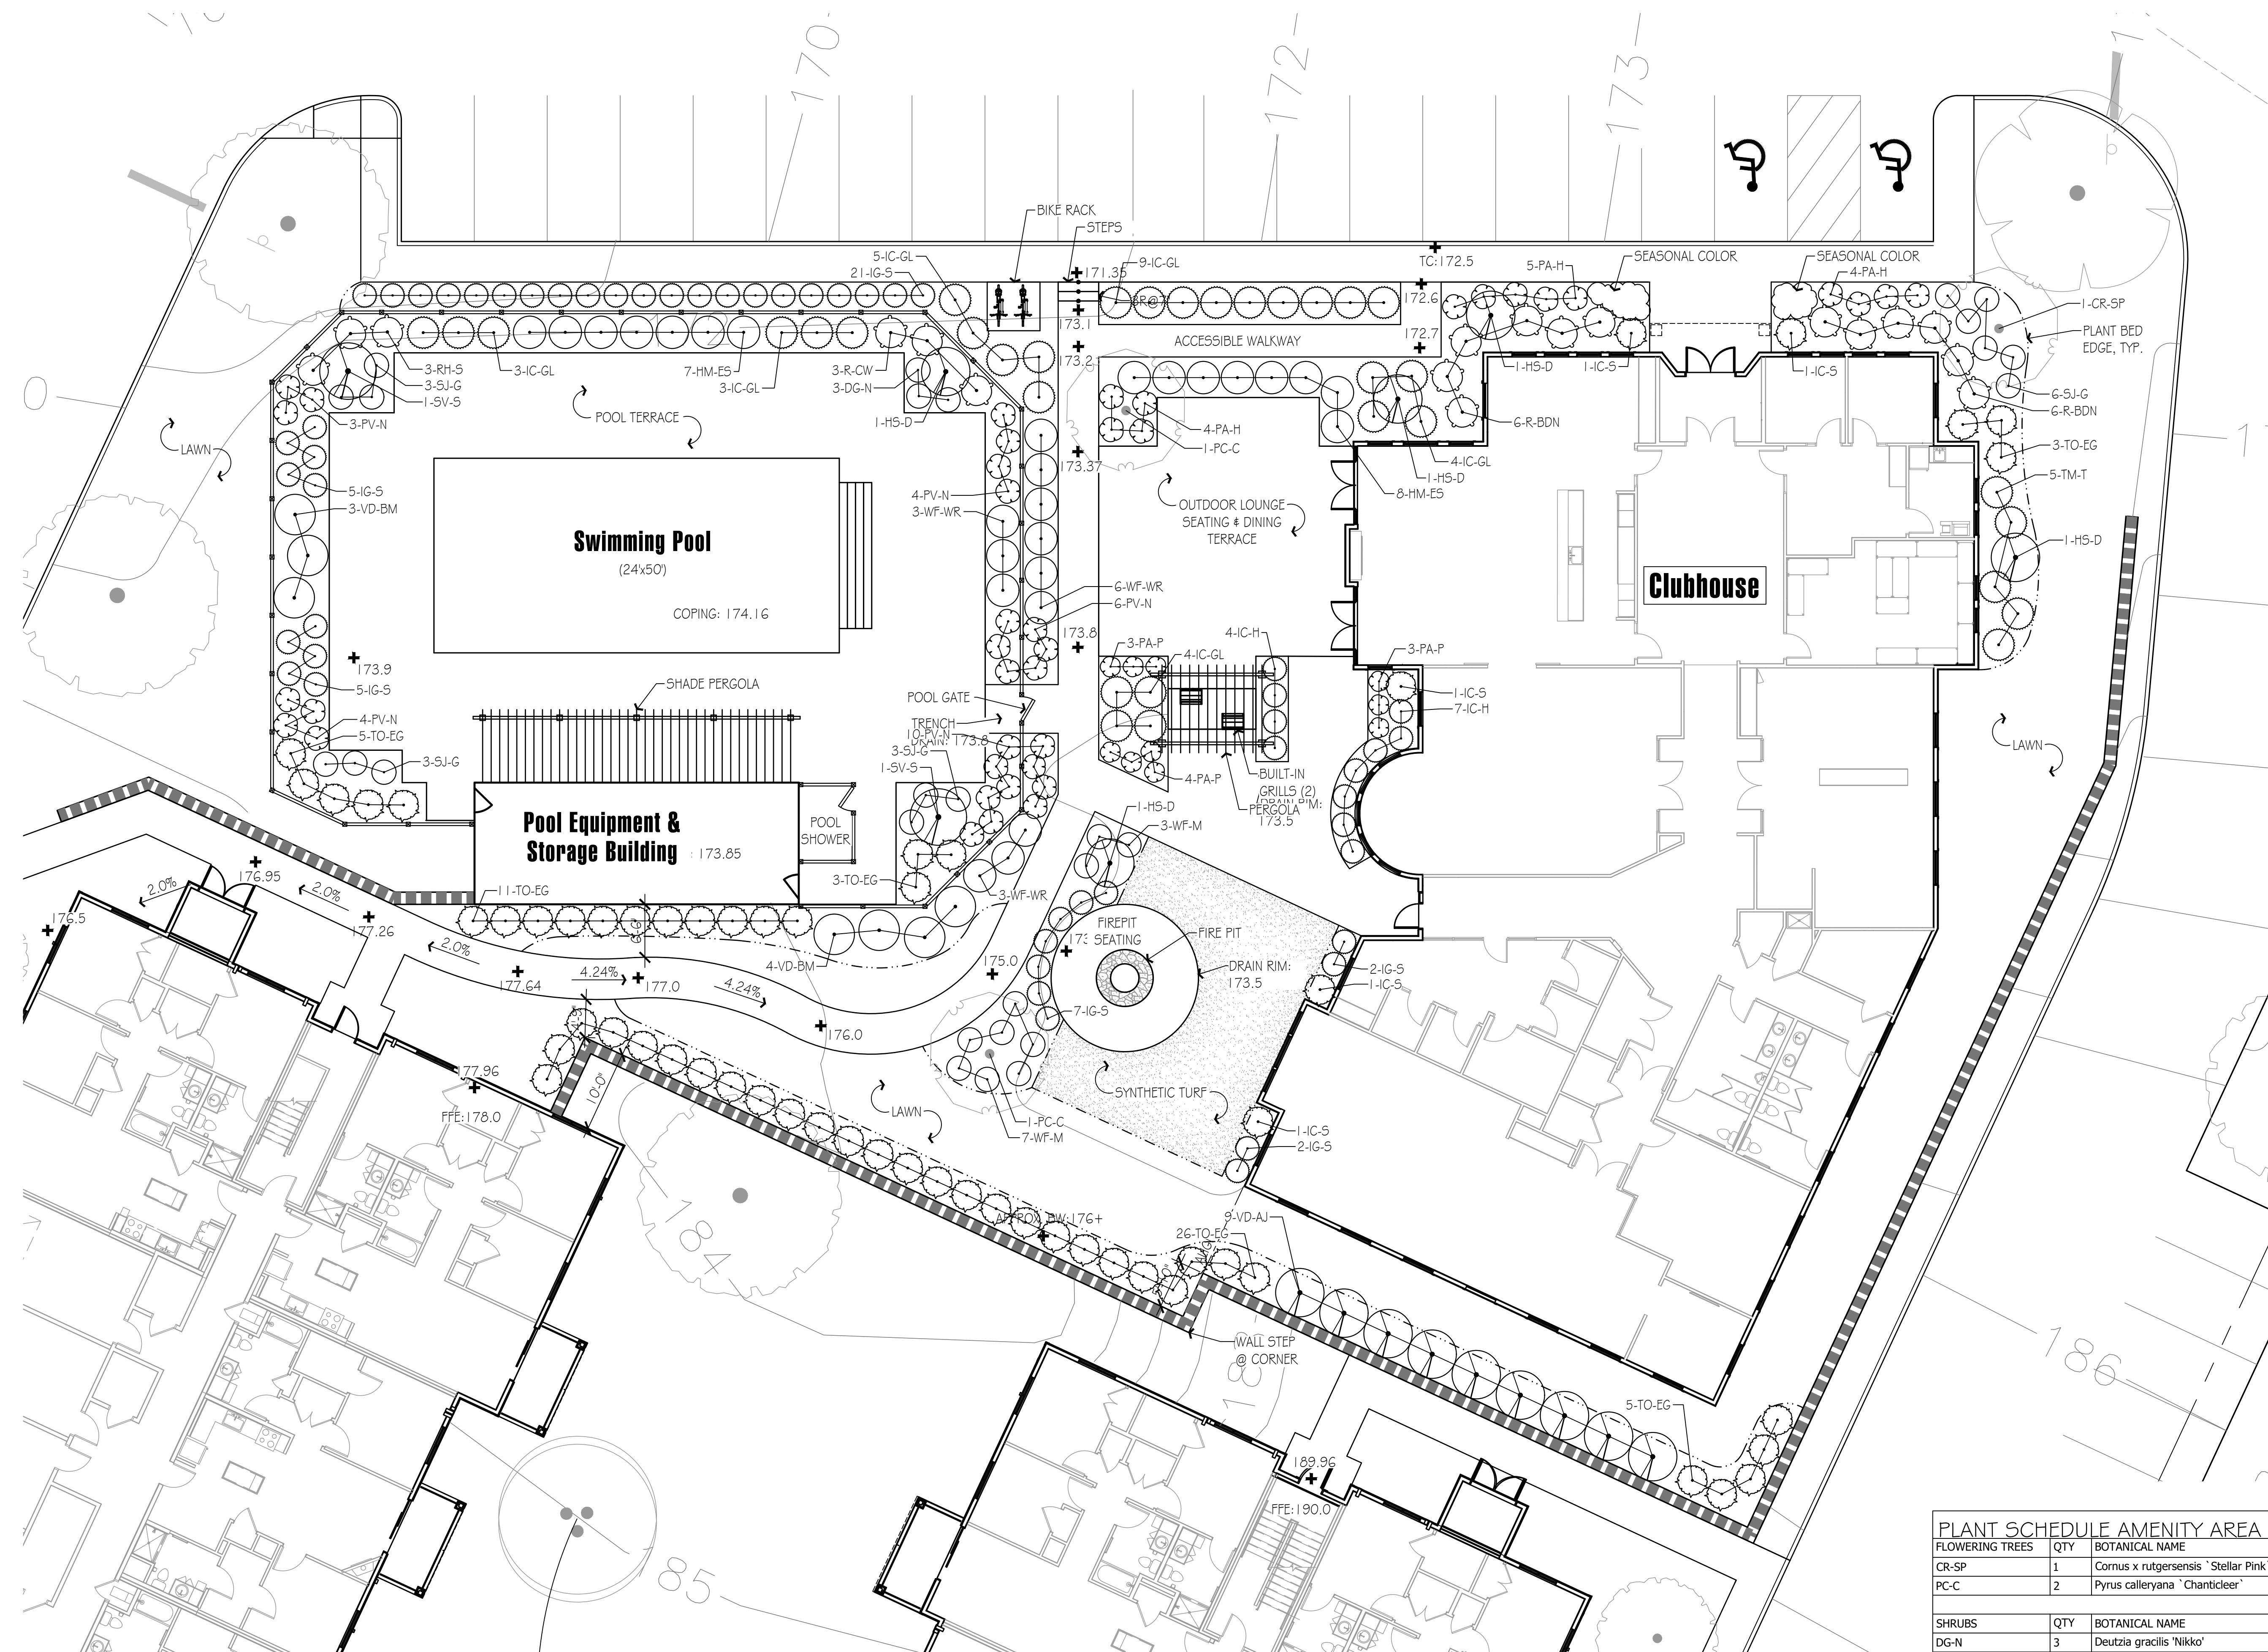 170
172
173
BIKE RACK
STEPS
5-IC-GL
21-IG-S
171.35
9-IC-GL
BR@7"
TC:172.5
5-PA-H
SEASONAL COLOR
SEASONAL COLOR
4-PA-H
172.6
1-CR-SP
173.1
172.7
PLANT BED
EDGE, TYP.
ACCESSIBLE WALKWAY
173.2
3-RH-S
3-SJ-G
1-SV-S
3-IC-GL
7-HM-ES
3-IC-GL
3-R-CW
3-DG-N
1-HS-D
1-IC-S
1-IC-S
6-SJ-G
6-R-BDN
POOL TERRACE
1-HS-D
3-PV-N
4-PA-H
1-PC-C
6-R-BDN
3-TO-EG
LAWN
173.37
4-IC-GL
1-HS-D
8-HM-ES
5-TM-T
5-IG-S
3-VD-BM
4-PV-N
3-WF-WR
OUTDOOR LOUNGE
SEATING & DINING
TERRACE
Swimming Pool
(24'x50')
1-HS-D
COPING: 174.16
6-WF-WR
6-PV-N
Clubhouse
173.8
4-IC-H
3-PA-P
4-IC-GL
3-PA-P
173.9
5-IG-S
SHADE PERGOLA
POOL GATE
1-IC-S
7-IC-H
4-PV-N
5-TO-EG
TRENCH
10-PV-N
DRAIN: 173.8
3-SJ-G
1-SV-S
3-SJ-G
LAWN
4-PA-P
BUILT-IN
GRILLS (2)
DRAIN RIM:
PERGOLA
173.5
1-HS-D
3-WF-M
Pool Equipment &
Storage Building
: 173.85
POOL
SHOWER
176.95
2.0%
2.0%
11-TO-EG
3-TO-EG
3-WF-WR
176.5
177.26
6'-6"
FIREPIT
SEATING
FIRE PIT
2.0%
4-VD-BM
175.0
DRAIN RIM:
173.5
2-IG-S
1-IC-S
177.64
4.24%
177.0
4.24%
7-IG-S
176.0
177.96
10'-0"
SYNTHETIC TURF
FFE:178.0
LAWN
1-PC-C
7-WF-M
1-IC-S
2-IG-S
184
APPROX. BW:176+
9-VD-AJ
26-TO-EG
WALL STEP
@ CORNER
186
5-TO-EG
189.96
FFE:190.0
85
PLANT SCHEDULE AMENITY AREA
FLOWERING TREES QTY BOTANICAL NAME
CR-SP 1 Cornus x rutgersensis `Stellar Pink`
PC-C 2 Pyrus calleryana `Chanticleer`
SHRUBS QTY BOTANICAL NAME
DG-N 3 Deutzia gracilis 'Nikko'